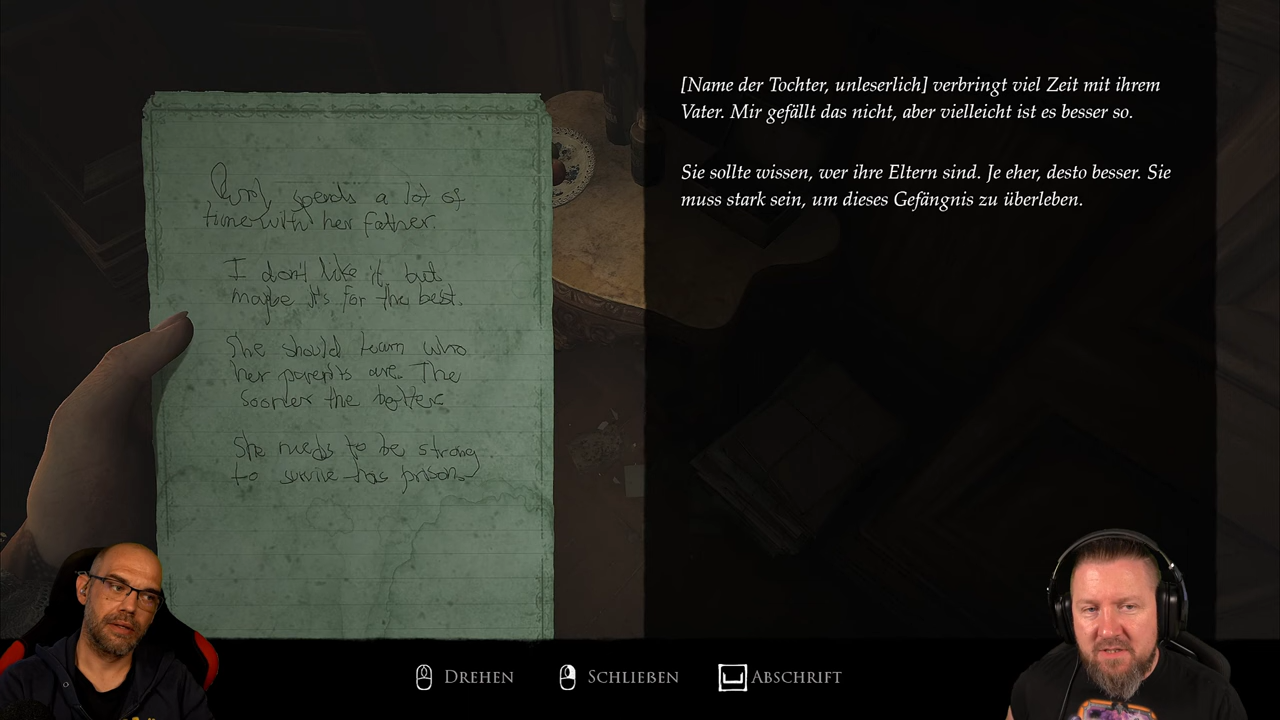 spends a lot of
time with her father.
I don't like it, but
maybe it's for the best.
She should learn who
her parents are. The
sooner the better.
She needs to be strong
to survive this prison.
[Name der Tochter, unleserlich] verbringt viel Zeit mit ihrem
Vater. Mir gefällt das nicht, aber vielleicht ist es besser so.
Sie sollte wissen, wer ihre Eltern sind. Je eher, desto besser. Sie
muss stark sein, um dieses Gefängnis zu überleben.
DREHEN SCHLIEẞEN ABSCHRIFT